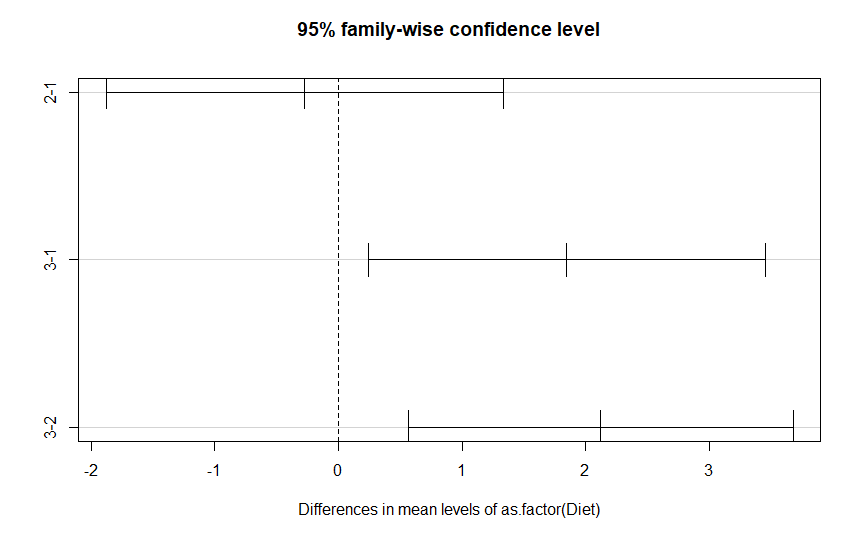 95% family-wise confidence level
2-1
3-1
3-2
-2 -1 0 1 2 3
Differences in mean levels of as.factor(Diet)